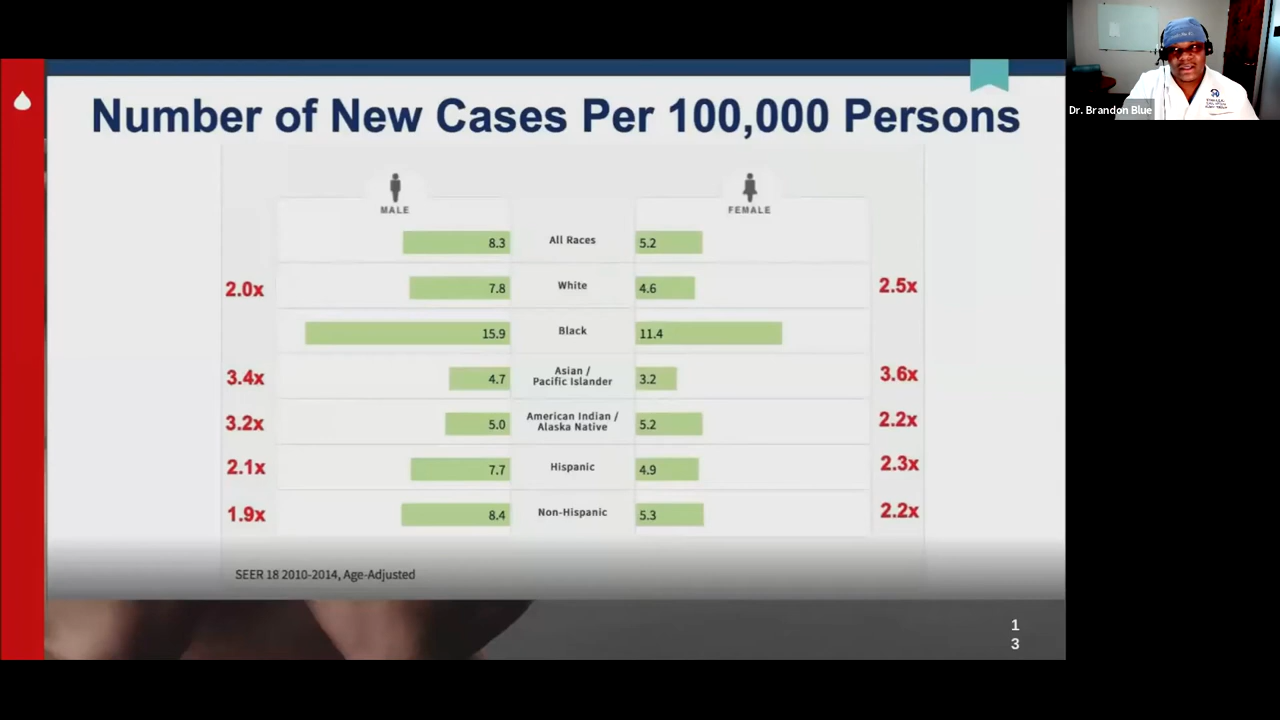 Number of New Cases Per 100,000 Persons
MALE
FEMALE
8.3 All Races 5.2
2.0x 7.8 White 4.6 2.5x
15.9 Black 11.4
3.4x 4.7 Asian / Pacific Islander 3.2 3.6x
3.2x 5.0 American Indian / Alaska Native 5.2 2.2x
2.1x 7.7 Hispanic 4.9 2.3x
1.9x 8.4 Non-Hispanic 5.3 2.2x
SEER 18 2010-2014, Age-Adjusted
1
3
Dr. Brandon Blue